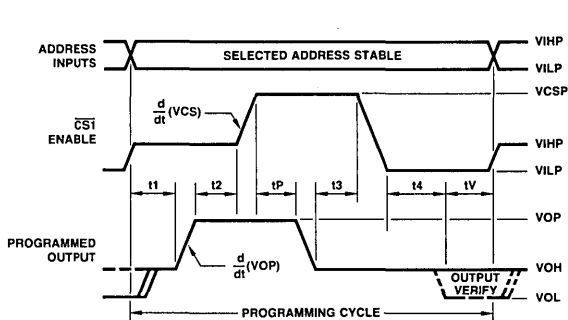 ADDRESS
INPUTS
SELECTED ADDRESS STABLE
VIHP
VILP
VCSP
d/dt (VCS)
CS1
ENABLE
VIHP
VILP
t1
t2
tP
t3
t4
tV
VOP
PROGRAMMED
OUTPUT
d/dt (VOP)
VOH
OUTPUT
VERIFY
VOL
PROGRAMMING CYCLE